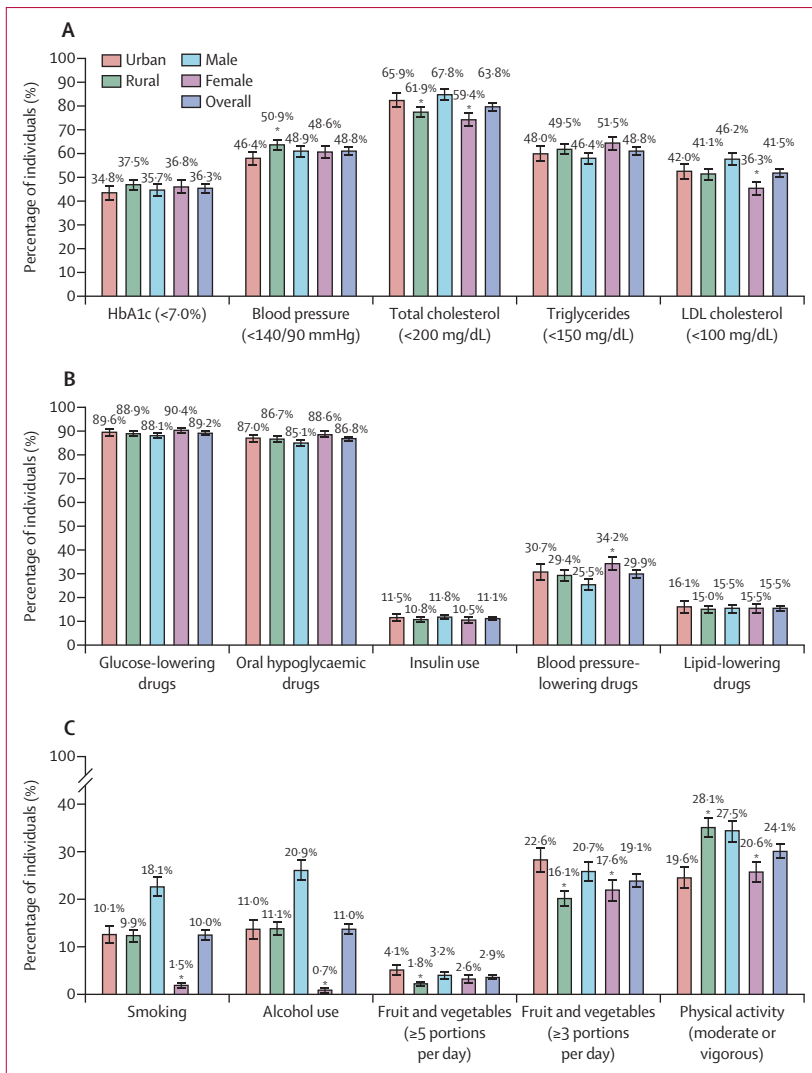 A
Percentage of individuals (%)
100
90
80
70
60
50
40
30
20
10
0
Urban
Rural
Male
Female
Overall
34·8%
37·5%
35·7%
36·8%
36·3%
46·4%
50·9%
*
48·9%
48·6%
48·8%
65·9%
61·9%
*
67·8%
59·4%
*
63·8%
48·0%
49·5%
46·4%
51·5%
48·8%
42·0%
41·1%
46·2%
36·3%
*
41·5%
HbA1c (<7·0%)
Blood pressure
(<140/90 mmHg)
Total cholesterol
(<200 mg/dL)
Triglycerides
(<150 mg/dL)
LDL cholesterol
(<100 mg/dL)
B
Percentage of individuals (%)
100
90
80
70
60
50
40
30
20
10
0
89·6%
88·9%
88·1%
90·4%
89·2%
87·0%
86·7%
85·1%
88·6%
86·8%
11·5%
10·8%
11·8%
10·5%
11·1%
30·7%
29·4%
25·5%
34·2%
*
29·9%
16·1%
15·0%
15·5%
15·5%
15·5%
Glucose-lowering
drugs
Oral hypoglycaemic
drugs
Insulin use
Blood pressure-
lowering drugs
Lipid-lowering
drugs
C
Percentage of individuals (%)
100
40
30
20
10
0
10·1%
9·9%
18·1%
1·5%
*
10·0%
11·0%
11·1%
20·9%
0·7%
*
11·0%
4·1%
1·8%
*
3·2%
2·6%
2·9%
22·6%
16·1%
*
20·7%
17·6%
*
19·1%
19·6%
28·1%
*
27·5%
20·6%
*
24·1%
Smoking
Alcohol use
Fruit and vegetables
(≥5 portions
per day)
Fruit and vegetables
(≥3 portions
per day)
Physical activity
(moderate or
vigorous)